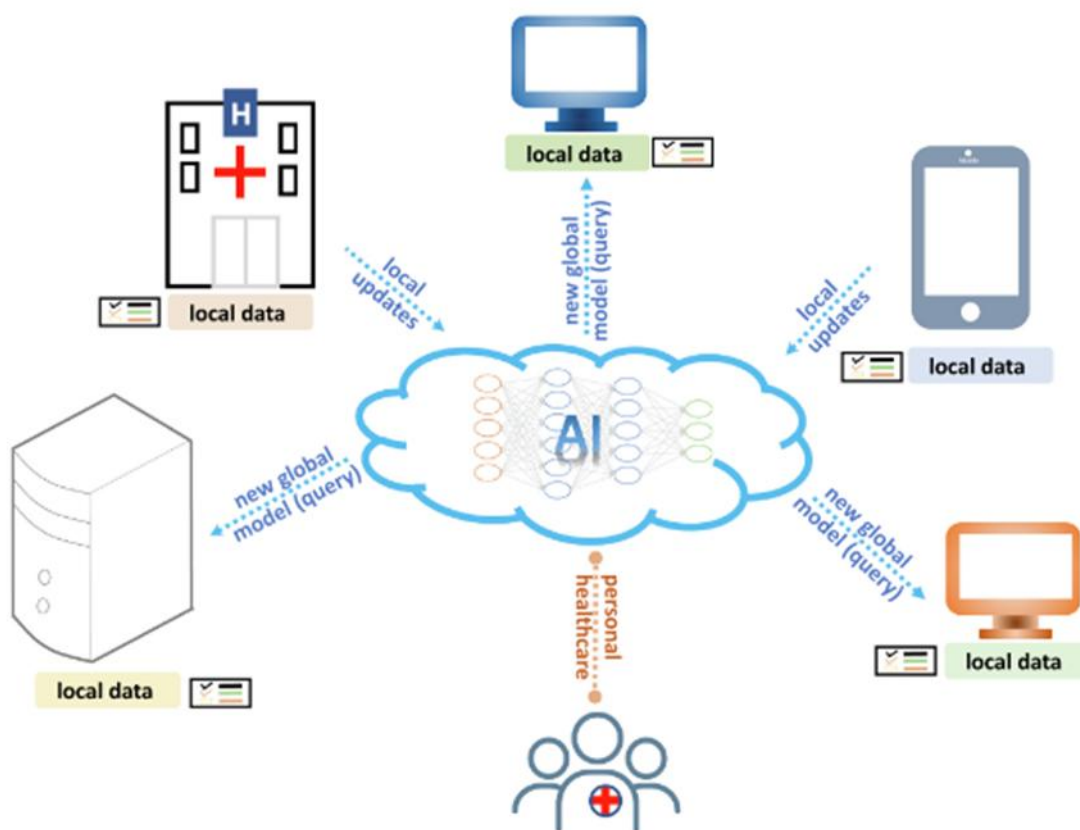 H
local data
local data
local data
local
updates
new global
model (query)
local
updates
AI
new global
model (query)
new global
model (query)
local data
local data
personal
healthcare